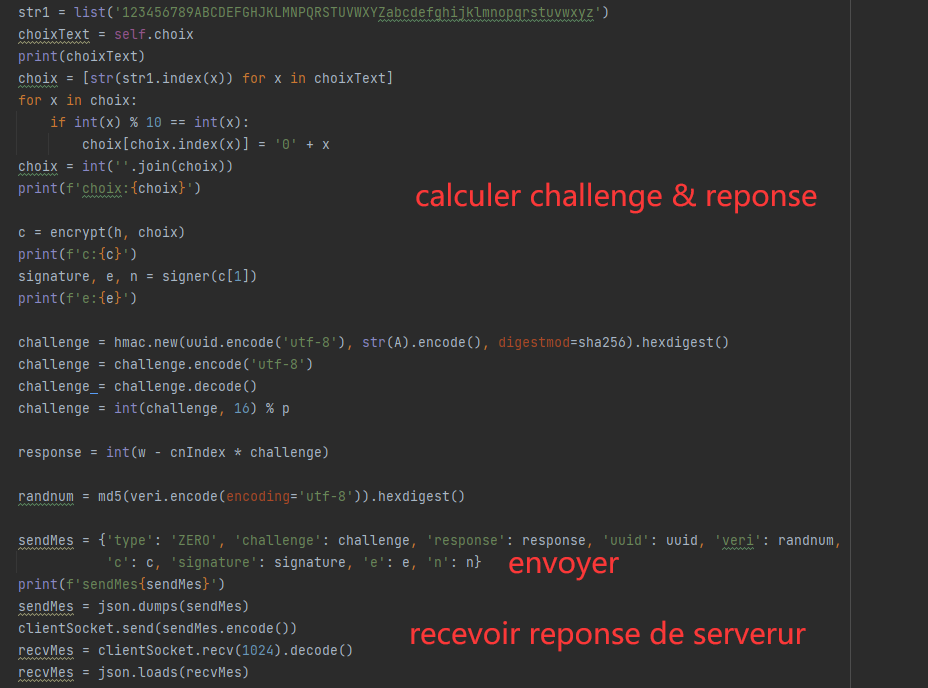 str1 = list('123456789ABCDEFGHJKLMNPQRSTUVWXYZabcdefghijklmnopqrstuvwxyz')
choixText = self.choix
print(choixText)
choix = [str(str1.index(x)) for x in choixText]
for x in choix:
    if int(x) % 10 == int(x):
        choix[choix.index(x)] = '0' + x
choix = int(''.join(choix))
print(f'choix:{choix}')
calculer challenge & reponse
c = encrypt(h, choix)
print(f'c:{c}')
signature, e, n = signer(c[1])
print(f'e:{e}')
challenge = hmac.new(uuid.encode('utf-8'), str(A).encode(), digestmod=sha256).hexdigest()
challenge = challenge.encode('utf-8')
challenge_= challenge.decode()
challenge = int(challenge, 16) % p
response = int(w - cnIndex * challenge)
randnum = md5(veri.encode(encoding='utf-8')).hexdigest()
sendMes = {'type': 'ZERO', 'challenge': challenge, 'response': response, 'uuid': uuid, 'veri': randnum,
           'c': c, 'signature': signature, 'e': e, 'n': n}
envoyer
print(f'sendMes{sendMes}')
sendMes = json.dumps(sendMes)
clientSocket.send(sendMes.encode())
recevoir reponse de serverur
recvMes = clientSocket.recv(1024).decode()
recvMes = json.loads(recvMes)